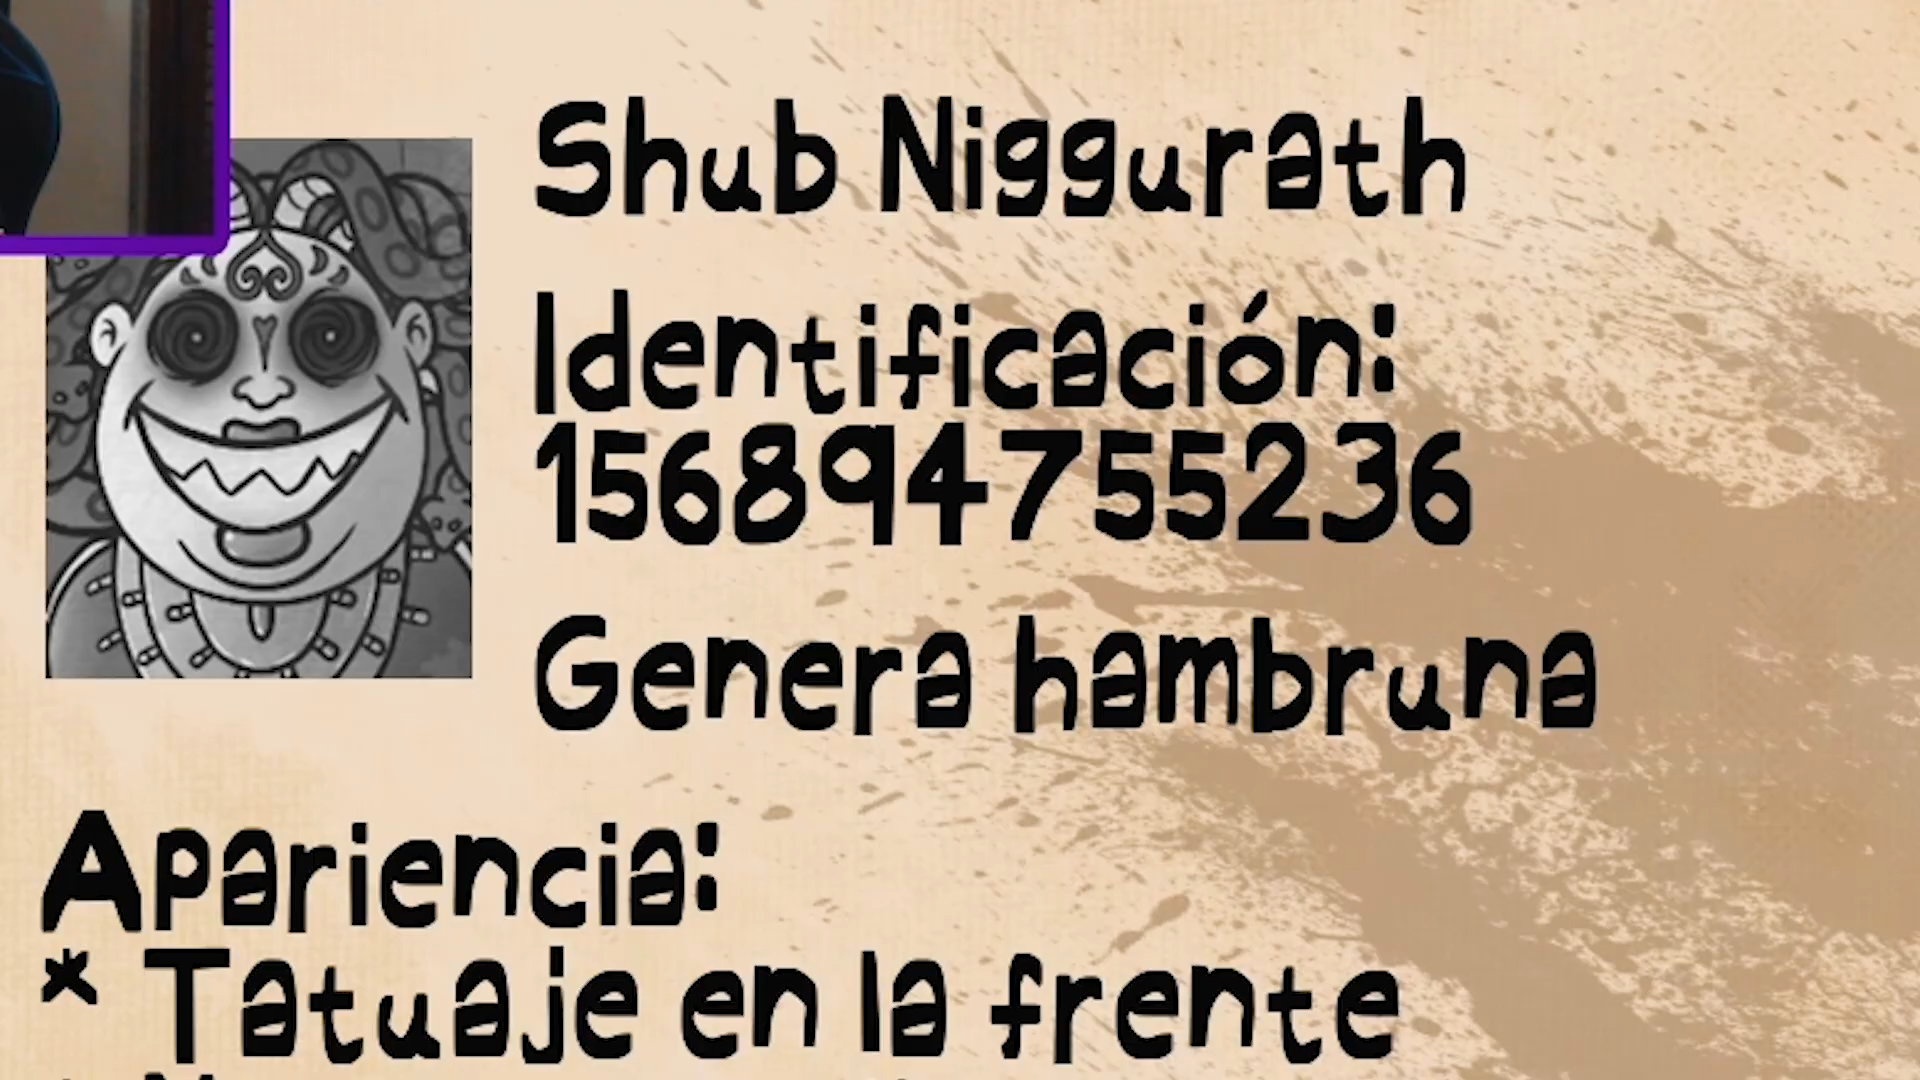 Shub Niggurath
Identificación:
156894755236
Genera hambruna
Apariencia:
* Tatuaje en la frente